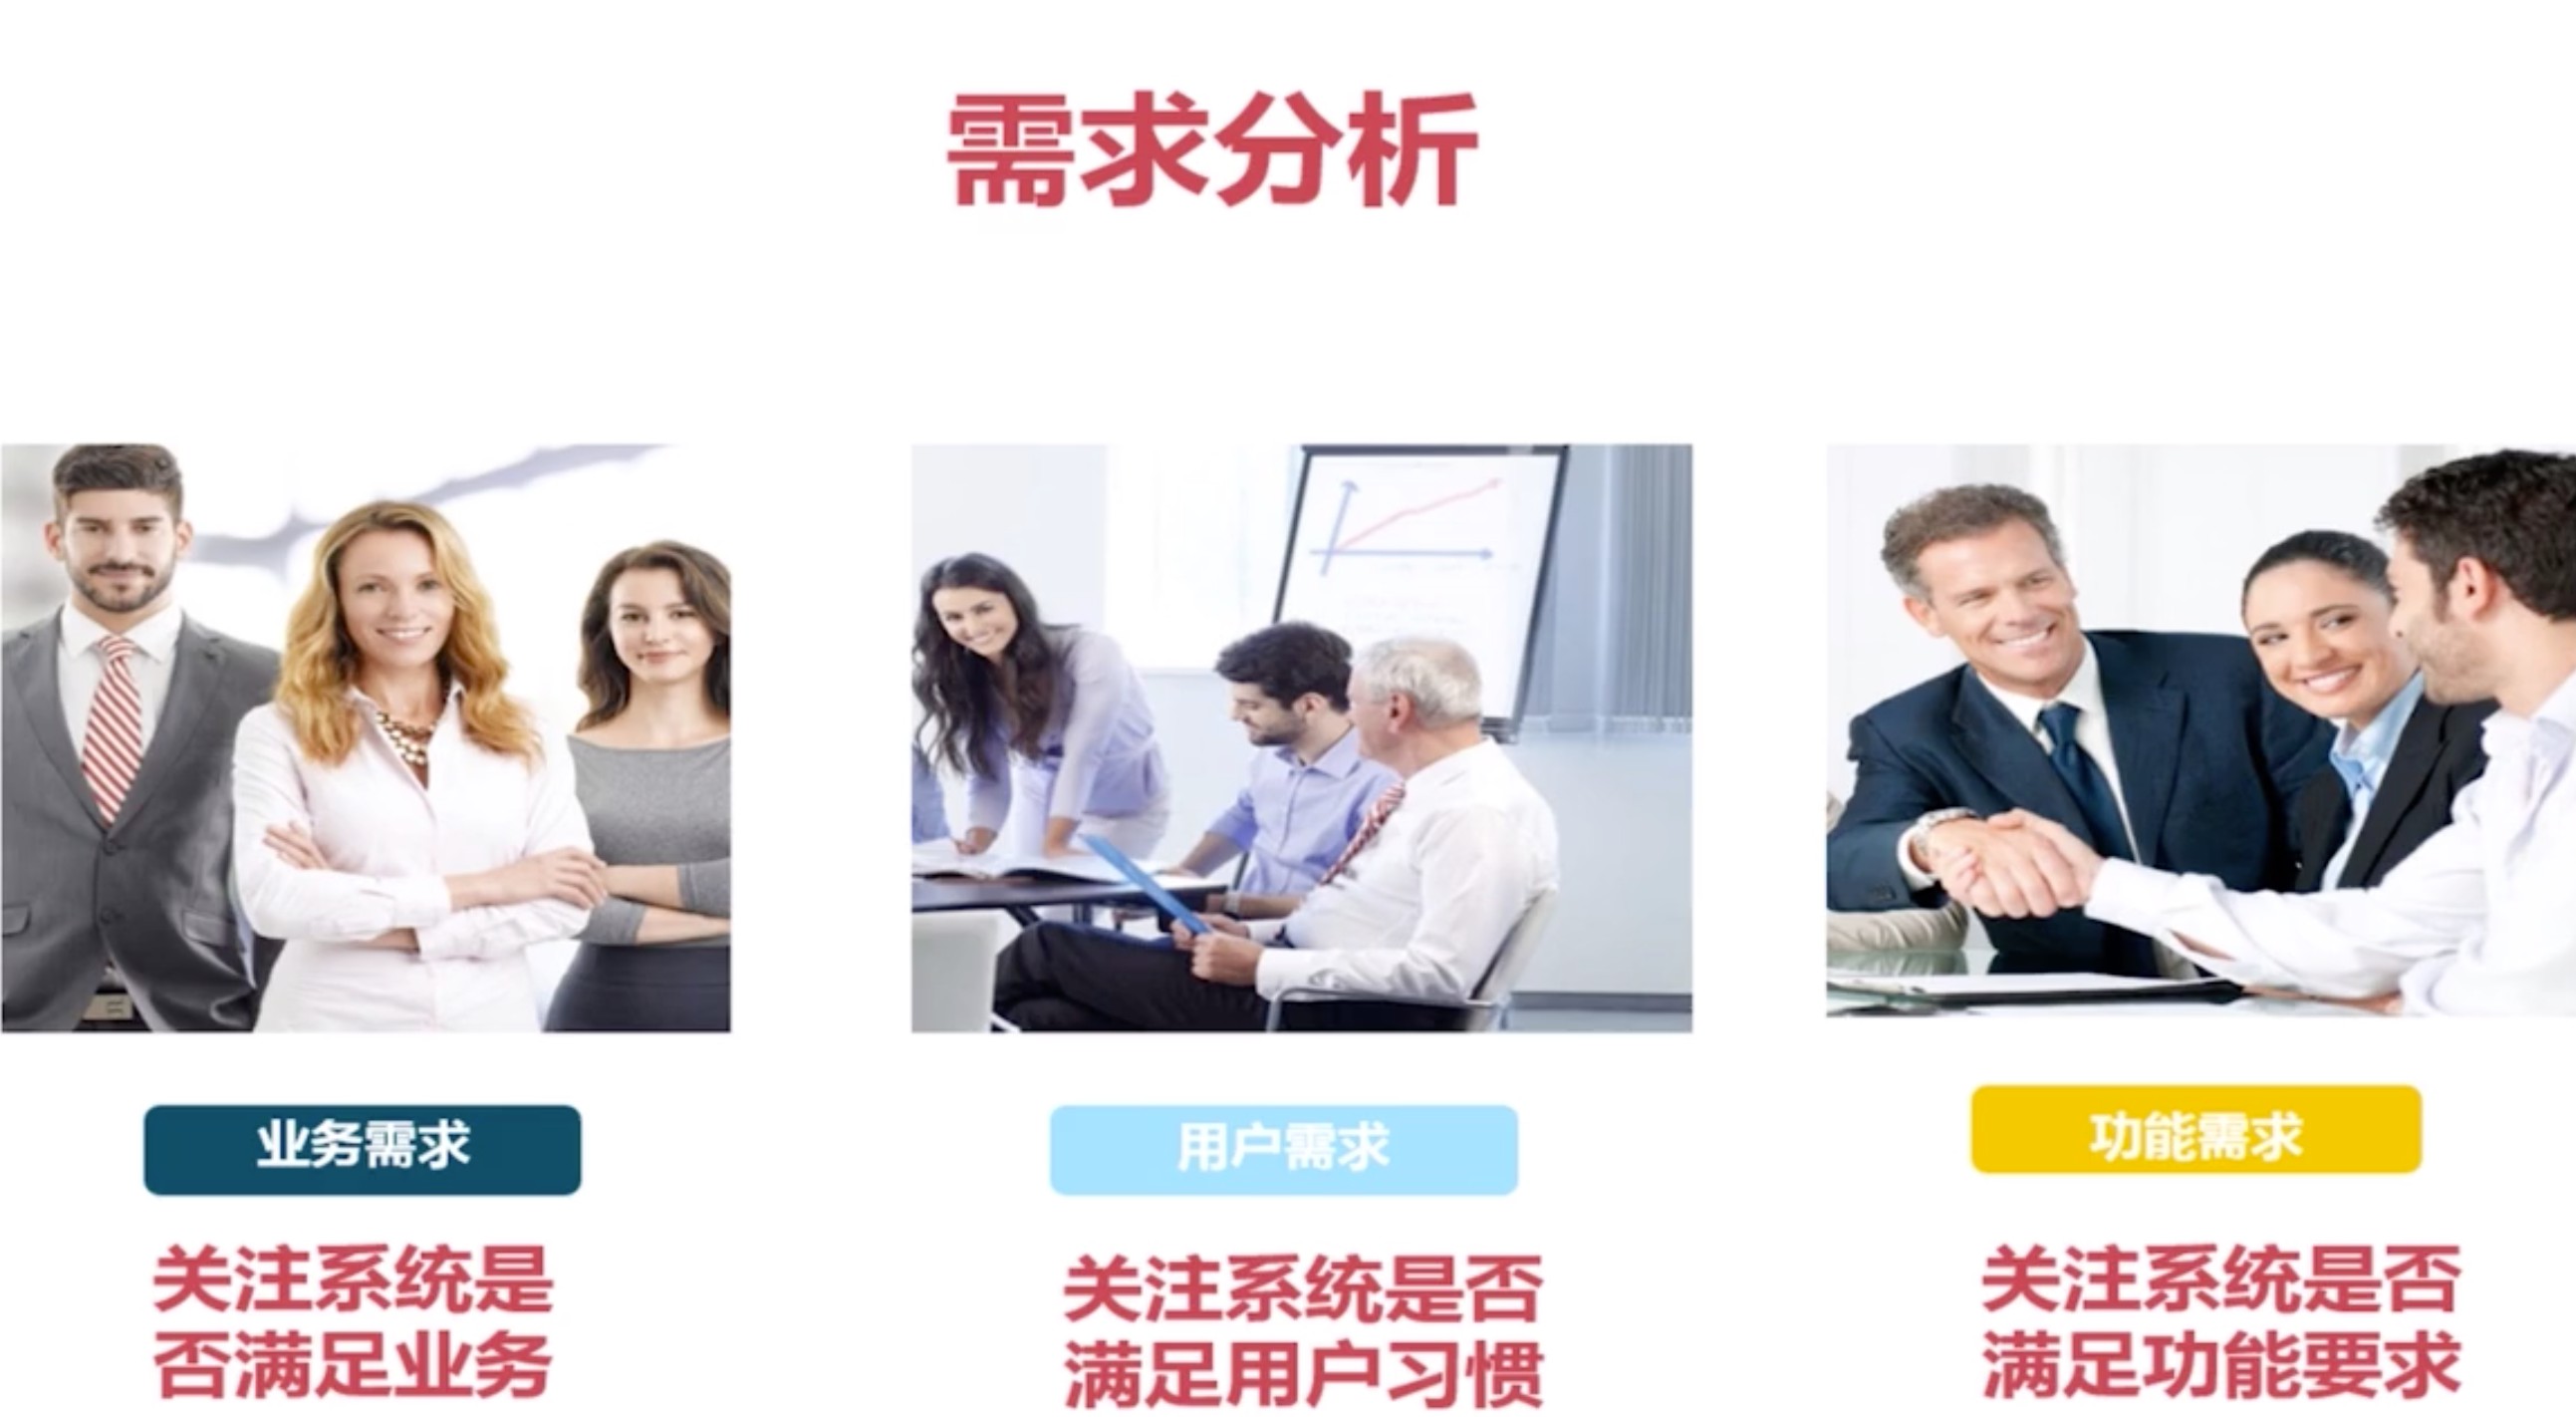 需求分析
业务需求
关注系统是
否满足业务
用户需求
关注系统是否
满足用户习惯
功能需求
关注系统是否
满足功能要求